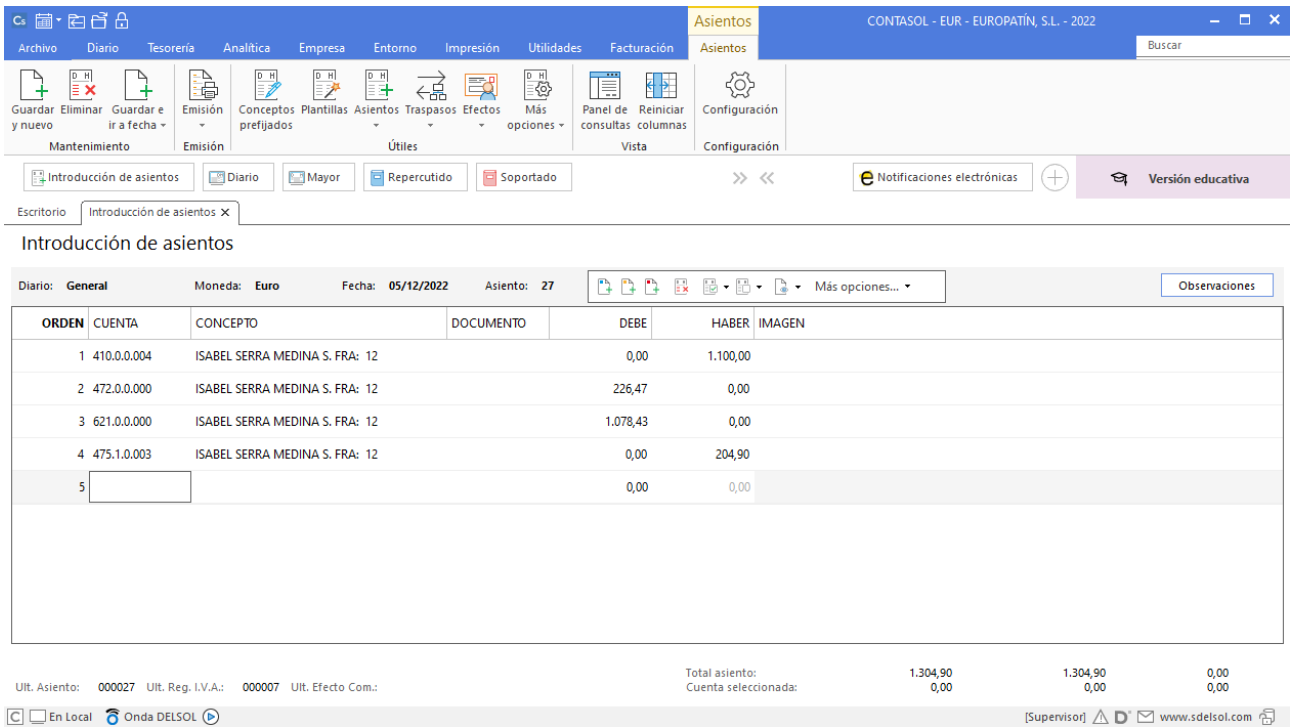 Cs Asientos CONTASOL - EUR - EUROPATÍN, S.L. - 2022
Archivo Diario Tesorería Analítica Empresa Entorno Impresión Utilidades Facturación Asientos Buscar
Guardar y nuevo Eliminar Guardar e ir a fecha Emisión Conceptos prefijados Plantillas Asientos Traspasos Efectos Más opciones Panel de consultas Reiniciar columnas Configuración
Mantenimiento Emisión Útiles Vista Configuración
Introducción de asientos Diario Mayor Repercutido Soportado Notificaciones electrónicas Versión educativa
Escritorio Introducción de asientos X
Introducción de asientos
Diario: General Moneda: Euro Fecha: 05/12/2022 Asiento: 27 Más opciones... Observaciones
ORDEN CUENTA CONCEPTO DOCUMENTO DEBE HABER IMAGEN
1 410.0.0.004 ISABEL SERRA MEDINA S. FRA: 12 0,00 1.100,00
2 472.0.0.000 ISABEL SERRA MEDINA S. FRA: 12 226,47 0,00
3 621.0.0.000 ISABEL SERRA MEDINA S. FRA: 12 1.078,43 0,00
4 475.1.0.003 ISABEL SERRA MEDINA S. FRA: 12 0,00 204,90
5 0,00 0,00
Total asiento: 1.304,90 1.304,90 0,00
Ult. Asiento: 000027 Ult. Reg. I.V.A.: 000007 Ult. Efecto Com.: Cuenta seleccionada: 0,00 0,00 0,00
C En Local Onda DELSOL [Supervisor] D www.sdelsol.com